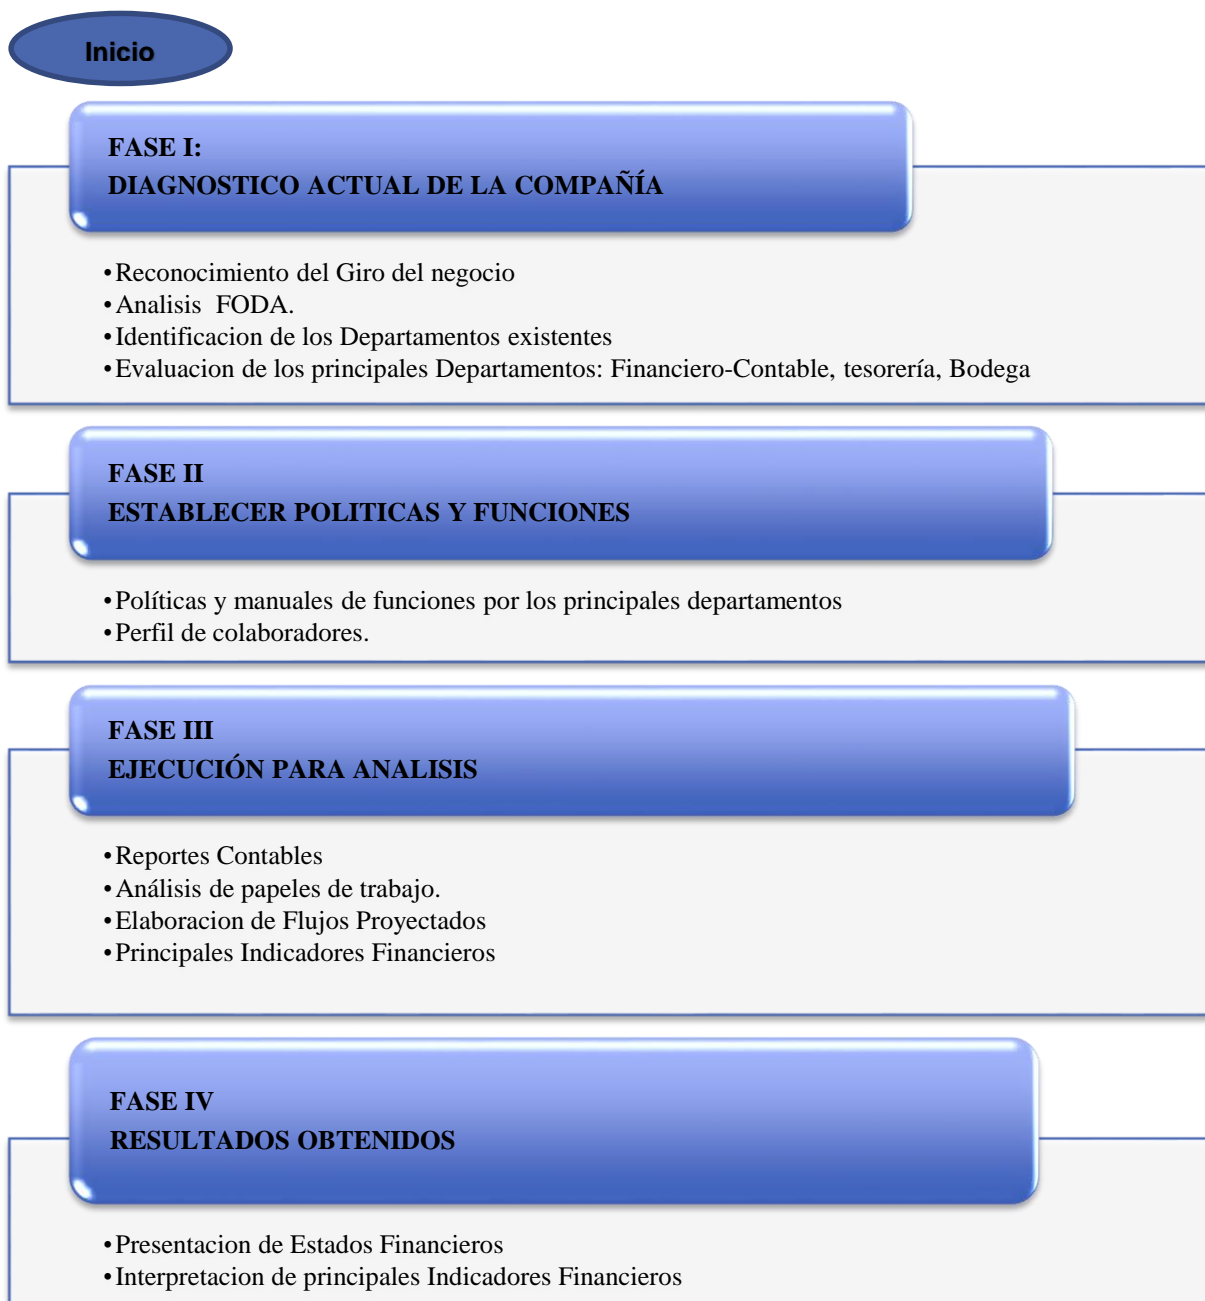 Inicio
FASE I:
DIAGNOSTICO ACTUAL DE LA COMPAÑÍA
•Reconocimiento del Giro del negocio
•Analisis  FODA.
•Identificacion de los Departamentos existentes
•Evaluacion de los principales Departamentos: Financiero-Contable, tesorería, Bodega
FASE II
ESTABLECER POLITICAS Y FUNCIONES
•Políticas y manuales de funciones por los principales departamentos
•Perfil de colaboradores.
FASE III
EJECUCIÓN PARA ANALISIS
•Reportes Contables
•Análisis de papeles de trabajo.
•Elaboracion de Flujos Proyectados
•Principales Indicadores Financieros
FASE IV
RESULTADOS OBTENIDOS
•Presentacion de Estados Financieros
•Interpretacion de principales Indicadores Financieros